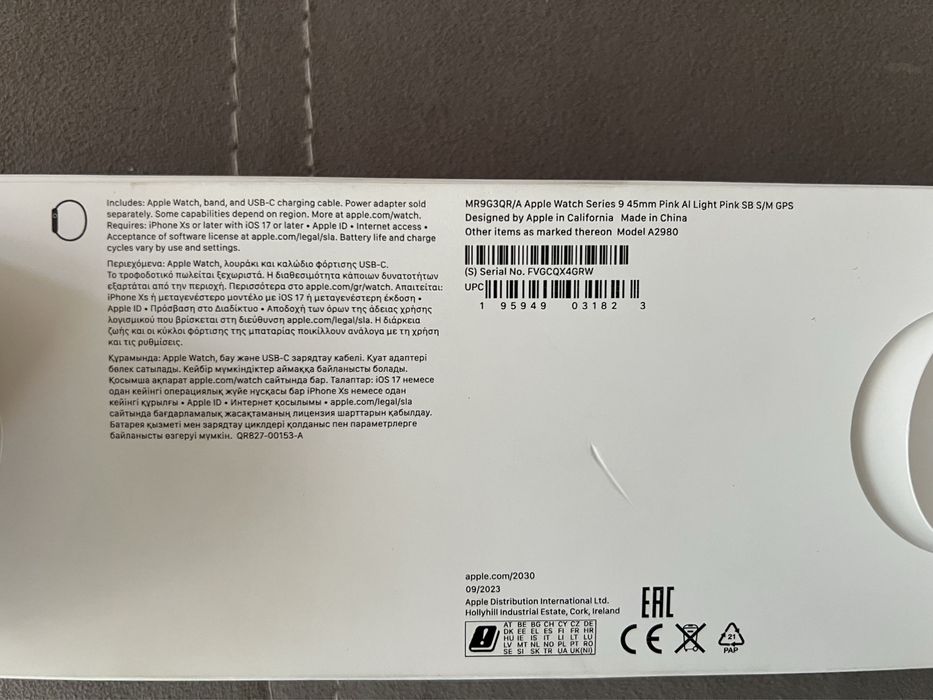 Includes: Apple Watch, band, and USB-C charging cable. Power adapter sold
separately. Some capabilities depend on region. More at apple.com/watch.
Requires: iPhone Xs or later with iOS 17 or later • Apple ID • Internet access •
Acceptance of software license at apple.com/legal/sla. Battery life and charge
cycles vary by use and settings.
Περιεχόμενα: Apple Watch, λουράκι και καλώδιο φόρτισης USB-C.
Το τροφοδοτικό πωλείται ξεχωριστά. Η διαθεσιμότητα κάποιων δυνατοτήτων
εξαρτάται από την περιοχή. Περισσότερα στο apple.com/gr/watch. Απαιτείται:
iPhone Xs ή μεταγενέστερο μοντέλο με iOS 17 ή μεταγενέστερη έκδοση •
Apple ID • Πρόσβαση στο Διαδίκτυο • Αποδοχή των όρων της άδειας χρήσης
λογισμικού που βρίσκεται στη διεύθυνση apple.com/legal/sla. Η διάρκεια
ζωής και οι κύκλοι φόρτισης της μπαταρίας ποικίλλουν ανάλογα με τη χρήση
και τις ρυθμίσεις.
Құрамында: Apple Watch, бау және USB-C зарядтау кабелі. Қуат адаптері
бөлек сатылады. Кейбір мүмкіндіктер аймаққа байланысты болады.
Қосымша ақпарат apple.com/watch сайтында бар. Талаптар: iOS 17 немесе
одан кейінгі операциялық жүйе нұсқасы бар iPhone Xs немесе одан
кейінгі құрылғы • Apple ID • Интернет қосылымы • apple.com/legal/sla
сайтында бағдарламалық жасақтаманың лицензия шарттарын қабылдау.
Батарея қызметі мен зарядтау циклдері қолданыс пен параметрлерге
байланысты өзгеруі мүмкін. QR827-00153-A
MR9G3QR/A Apple Watch Series 9 45mm Pink Al Light Pink SB S/M GPS
Designed by Apple in California Made in China
Other items as marked thereon Model A2980
(S) Serial No. FVGCQX4GRW
UPC
1 95949 03182 3
apple.com/2030
09/2023
Apple Distribution International Ltd.
Hollyhill Industrial Estate, Cork, Ireland
AT BE BG CH CY CZ DE
DK EE EL ES FI FR HR
HU IE IS IT LI LT LU
LV MT NL NO PL PT RO
SE SI SK TR UA UK(NI)
EAC
CE
21
PAP